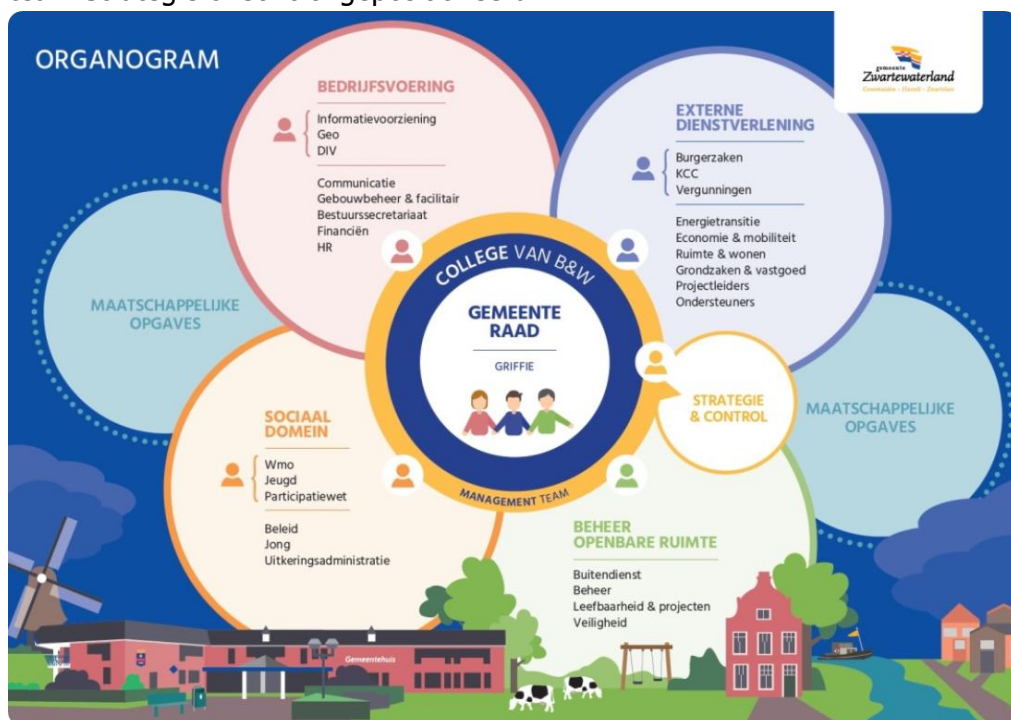 ORGANOGRAM
gemeente
Zwartewaterland
BEDRIJFSVOERING
Informatievoorziening
Geo
DIV
Communicatie
Gebouwbeheer & facilitair
Bestuurssecretariaat
Financiën
HR
EXTERNE
DIENSTVERLENING
Burgerzaken
KCC
Vergunningen
Energietransitie
Economie & mobiliteit
Ruimte & wonen
Grondzaken & vastgoed
Projectleiders
Ondersteuners
MAATSCHAPPELIJKE
OPGAVES
COLLEGE VAN B&W
GEMEENTE
RAAD
GRIFFIE
MANAGEMENT TEAM
STRATEGIE
& CONTROL
MAATSCHAPPELIJKE
OPGAVES
SOCIAAL
DOMEIN
Wmo
Jeugd
Participatiewet
Beleid
Jong
Uitkeringsadministratie
BEHEER
OPENBARE RUIMTE
Buitendienst
Beheer
Leefbaarheid & projecten
Veiligheid
Gemeentehuis